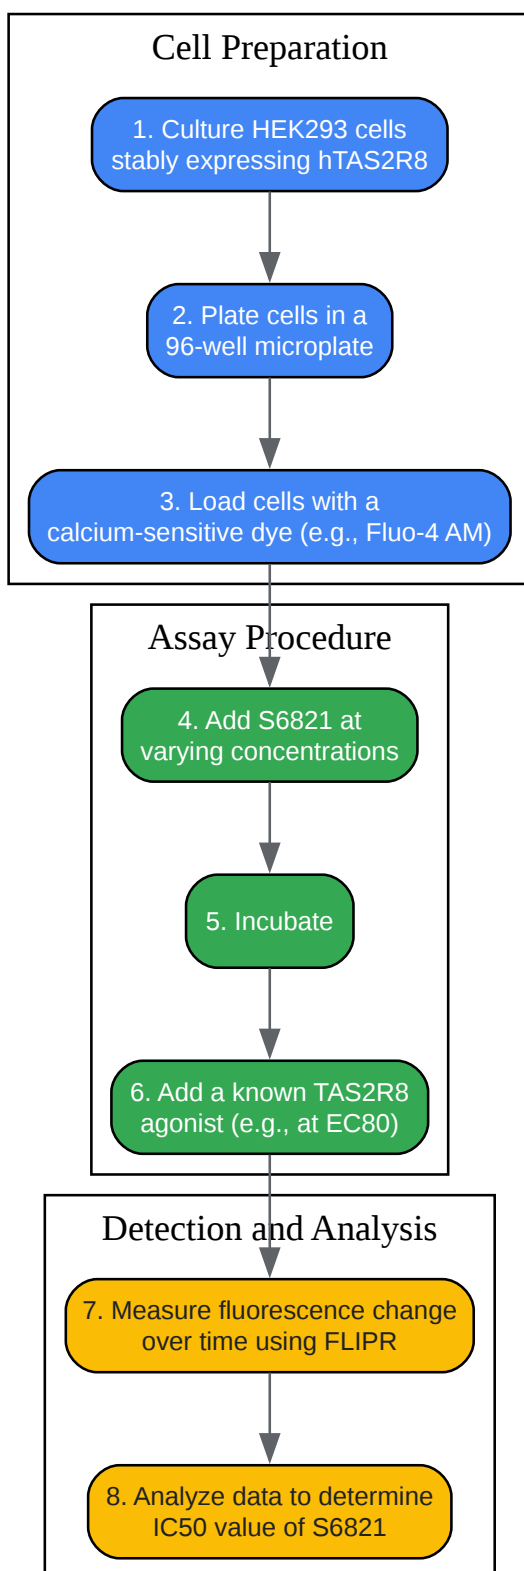 Cell Preparation
1. Culture HEK293 cells
stably expressing hTAS2R8
2. Plate cells in a
96-well microplate
3. Load cells with a
calcium-sensitive dye (e.g., Fluo-4 AM)
Assay Procedure
4. Add S6821 at
varying concentrations
5. Incubate
6. Add a known TAS2R8
agonist (e.g., at EC80)
Detection and Analysis
7. Measure fluorescence change
over time using FLIPR
8. Analyze data to determine
IC50 value of S6821